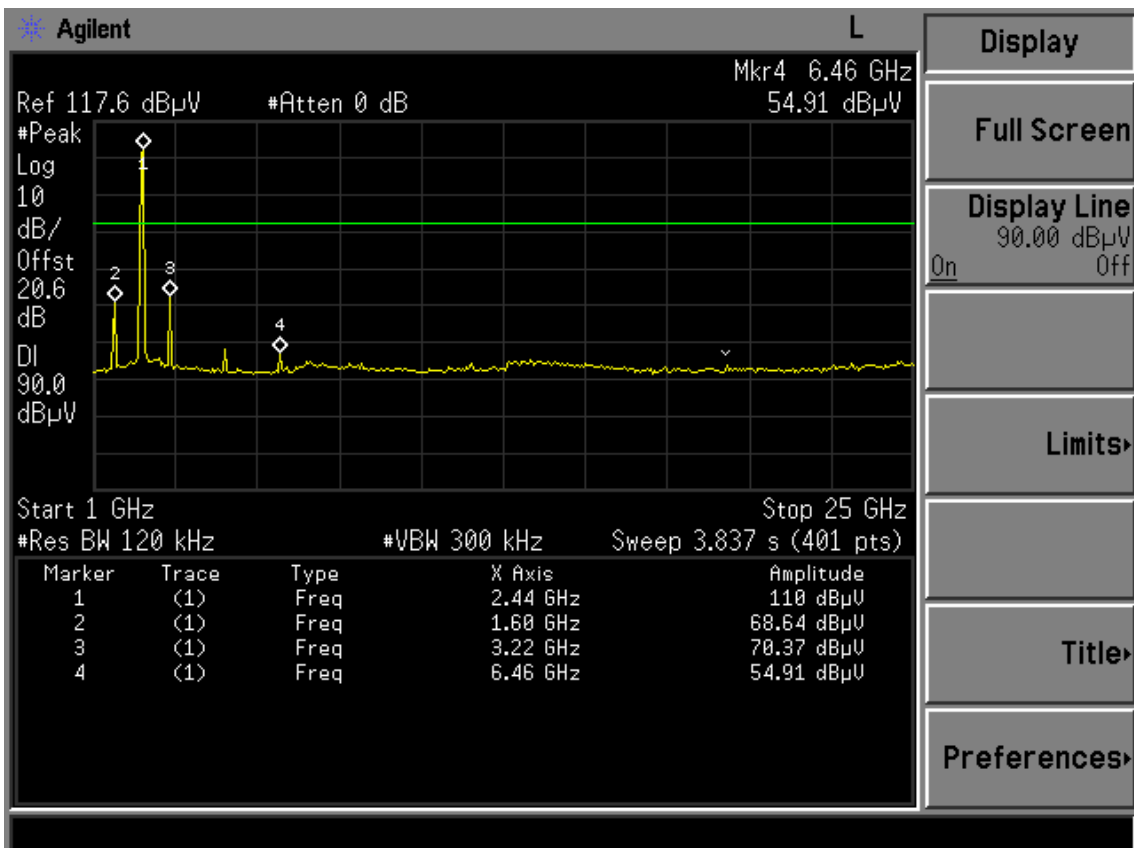 Agilent L
Mkr4 6.46 GHz
Ref 117.6 dBµV #Atten 0 dB 54.91 dBµV
#Peak
Log
10
dB/
Offst
20.6
dB
DI
90.0
dBµV
1
2
3
4
Start 1 GHz Stop 25 GHz
#Res BW 120 kHz #VBW 300 kHz Sweep 3.837 s (401 pts)
Marker Trace Type X Axis Amplitude
1 (1) Freq 2.44 GHz 110 dBµV
2 (1) Freq 1.60 GHz 68.64 dBµV
3 (1) Freq 3.22 GHz 70.37 dBµV
4 (1) Freq 6.46 GHz 54.91 dBµV
Display
Full Screen
Display Line
90.00 dBµV
On Off
Limits
Title
Preferences